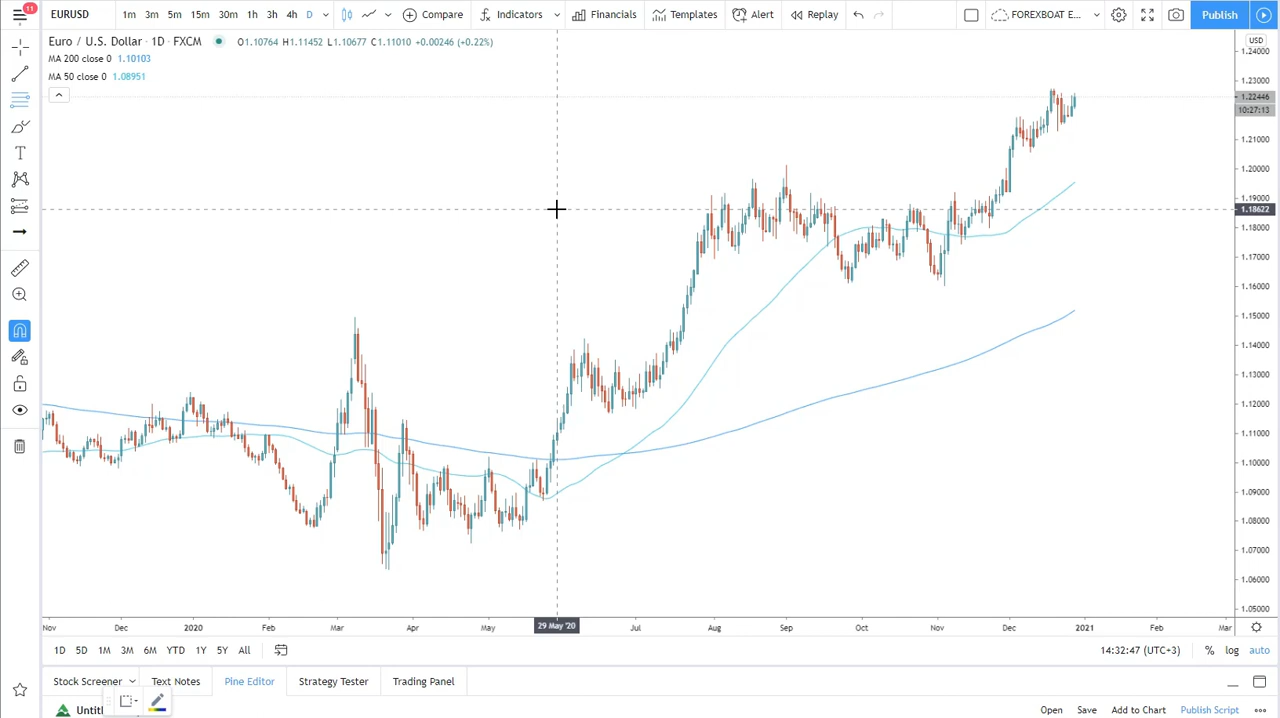 11
EURUSD 1m 3m 5m 15m 30m 1h 3h 4h D Compare Indicators Financials Templates Alert Replay FOREXBOAT E... Publish
Euro / U.S. Dollar · 1D · FXCM O1.10764 H1.11452 L1.10677 C1.11010 +0.00246 (+0.22%)
MA 200 close 0 1.10103
MA 50 close 0 1.08951
USD
1.24000
1.23000
1.22446
10:27:13
1.21000
1.20000
1.19000
1.18622
1.18000
1.17000
1.16000
1.15000
1.14000
1.13000
1.12000
1.11000
1.10000
1.09000
1.08000
1.07000
1.06000
1.05000
Nov Dec 2020 Feb Mar Apr May 29 May '20 Jul Aug Sep Oct Nov Dec 2021 Feb Mar
1D 5D 1M 3M 6M YTD 1Y 5Y All 14:32:47 (UTC+3) % log auto
Stock Screener Text Notes Pine Editor Strategy Tester Trading Panel
Open Save Add to Chart Publish Script